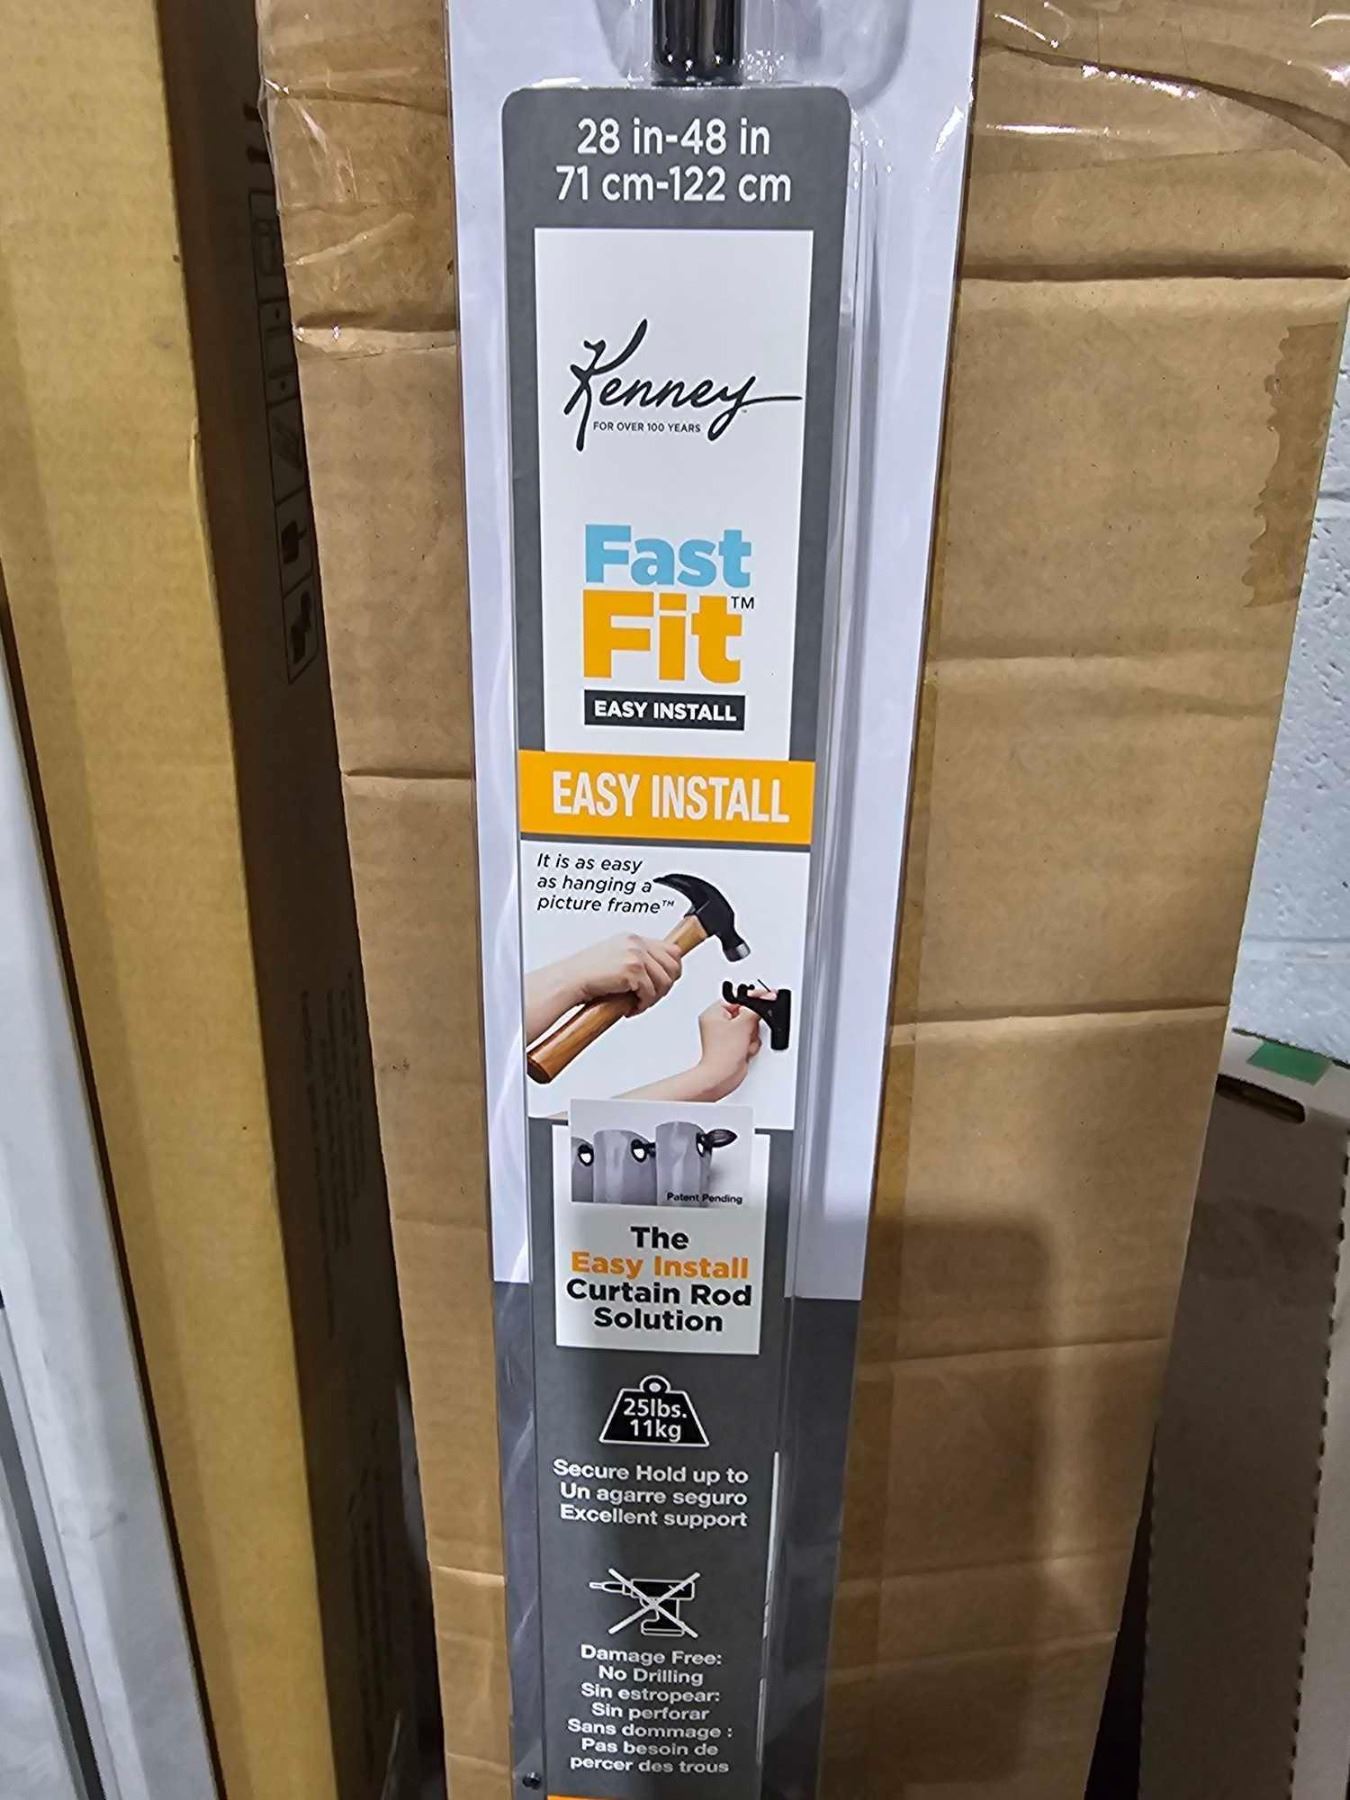 28 in-48 in
71 cm-122 cm
Kenney
FOR OVER 100 YEARS
Fast
Fit™
EASY INSTALL
EASY INSTALL
It is as easy
as hanging a
picture frame™
Patent Pending
The
Easy Install
Curtain Rod
Solution
25lbs.
11kg
Secure Hold up to
Un agarre seguro
Excellent support
Damage Free:
No Drilling
Sin estropear:
Sin perforar
Sans dommage :
Pas besoin de
percer des trous